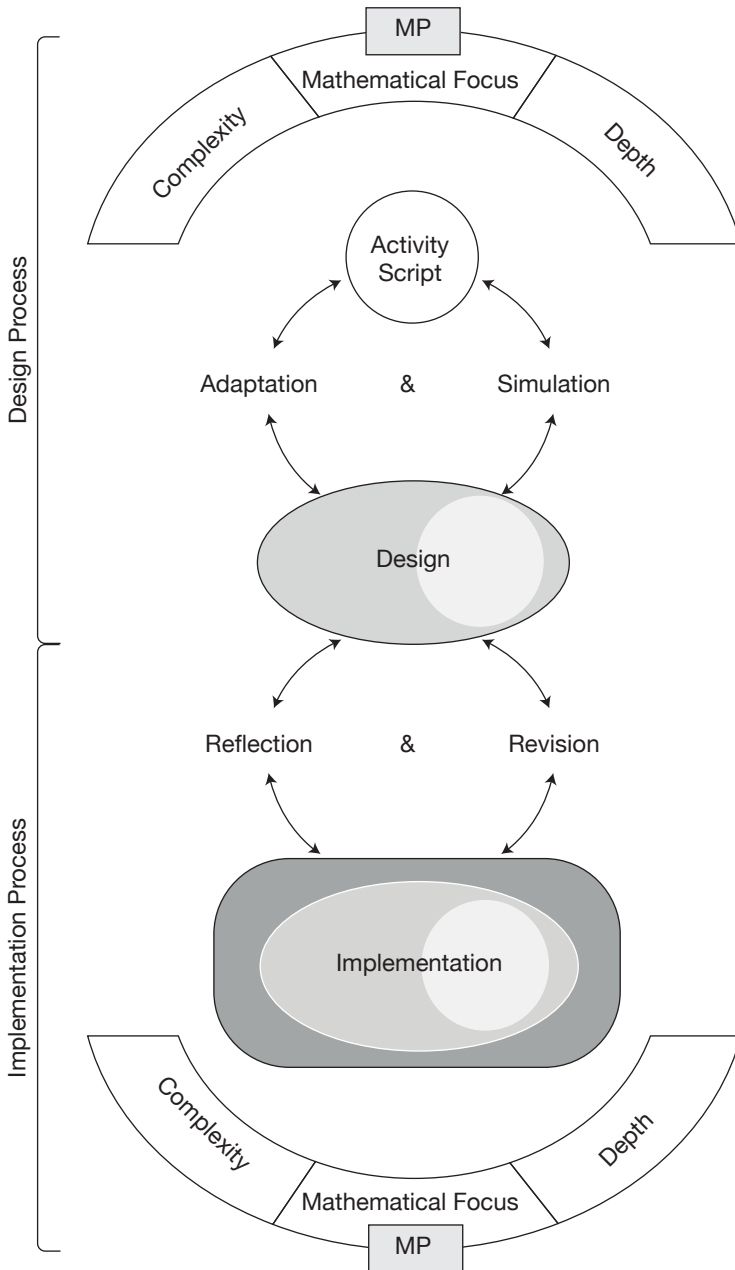 MP
Mathematical Focus
Complexity
Depth
Activity
Script
Design Process
Adaptation & Simulation
Design
Reflection & Revision
Implementation Process
Implementation
Complexity
Depth
Mathematical Focus
MP